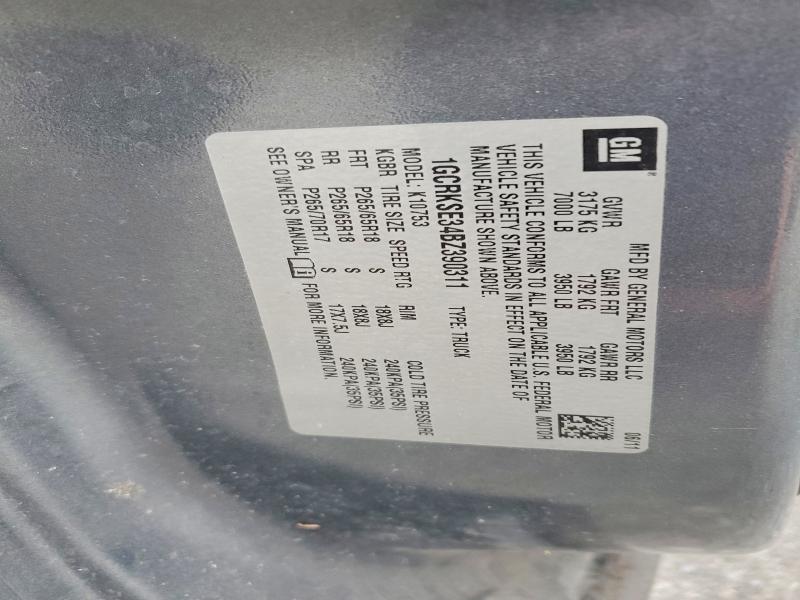 GM
MFD BY GENERAL MOTORS LLC 06/11
GVWR GAWR FRT GAWR RR
3175 KG 1792 KG 1792 KG
7000 LB 3950 LB 3950 LB
THIS VEHICLE CONFORMS TO ALL APPLICABLE U.S. FEDERAL MOTOR
VEHICLE SAFETY STANDARDS IN EFFECT ON THE DATE OF
MANUFACTURE SHOWN ABOVE.
1GCRKSE34BZ390311 TYPE: TRUCK
MODEL: K10753
KGBR TIRE SIZE SPEED RTG RIM COLD TIRE PRESSURE
FRT P265/65R18 S 18X8J 240KPA(35PSI)
RR P265/65R18 S 18X8J 240KPA(35PSI)
SPA P265/70R17 S 17X7.5J 240KPA(35PSI)
SEE OWNER'S MANUAL FOR MORE INFORMATION.